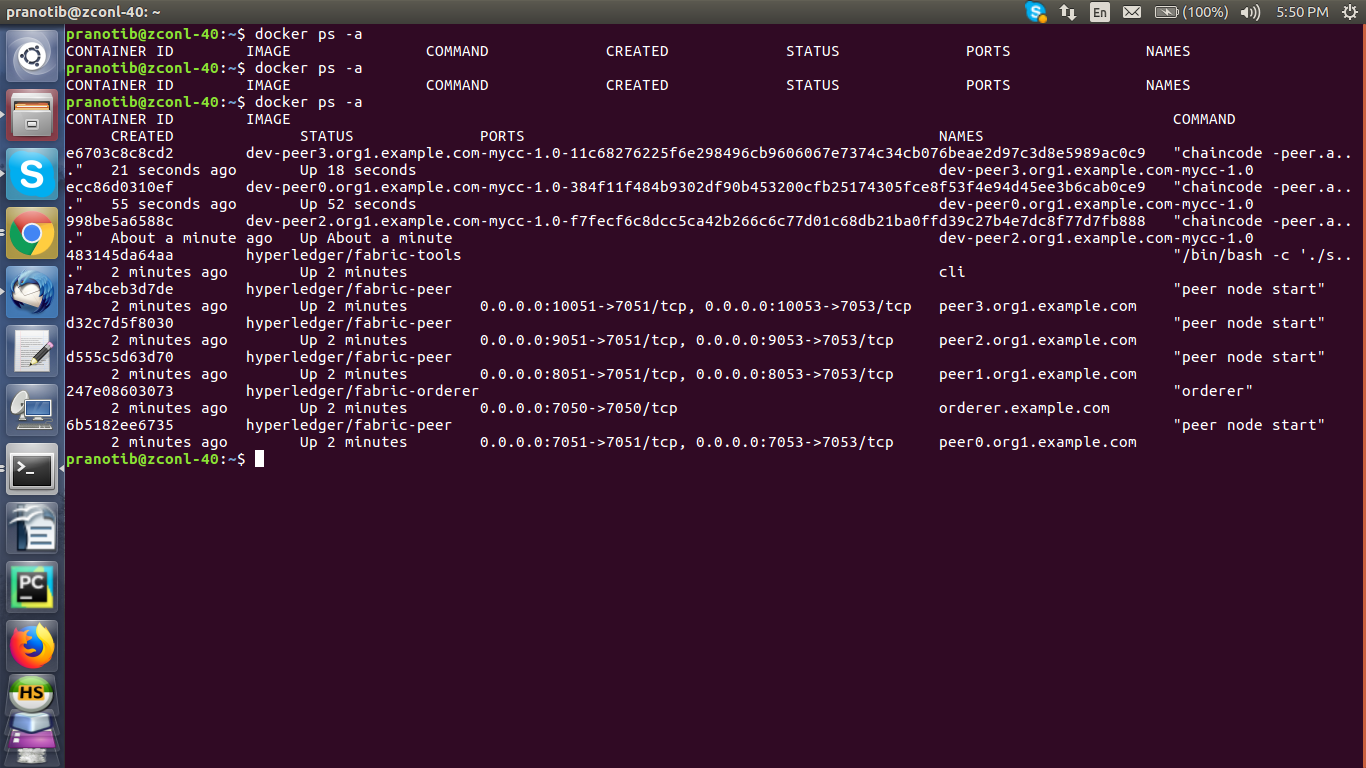 pranotib@zconl-40: ~ En (100%) 5:50 PM
pranotib@zconl-40:~$ docker ps -a
CONTAINER ID IMAGE COMMAND CREATED STATUS PORTS NAMES
pranotib@zconl-40:~$ docker ps -a
CONTAINER ID IMAGE COMMAND CREATED STATUS PORTS NAMES
pranotib@zconl-40:~$ docker ps -a
CONTAINER ID IMAGE COMMAND
CREATED STATUS PORTS NAMES
e6703c8c8cd2 dev-peer3.org1.example.com-mycc-1.0-11c68276225f6e298496cb9606067e7374c34cb076beae2d97c3d8e5989ac0c9 "chaincode -peer.a..
." 21 seconds ago Up 18 seconds dev-peer3.org1.example.com-mycc-1.0
ecc86d0310ef dev-peer0.org1.example.com-mycc-1.0-384f11f484b9302df90b453200cfb25174305fce8f53f4e94d45ee3b6cab0ce9 "chaincode -peer.a..
." 55 seconds ago Up 52 seconds dev-peer0.org1.example.com-mycc-1.0
998be5a6588c dev-peer2.org1.example.com-mycc-1.0-f7fecf6c8dcc5ca42b266c6c77d01c68db21ba0ffd39c27b4e7dc8f77d7fb888 "chaincode -peer.a..
." About a minute ago Up About a minute dev-peer2.org1.example.com-mycc-1.0
483145da64aa hyperledger/fabric-tools "/bin/bash -c './s..
." 2 minutes ago Up 2 minutes cli
a74bceb3d7de hyperledger/fabric-peer "peer node start"
2 minutes ago Up 2 minutes 0.0.0.0:10051->7051/tcp, 0.0.0.0:10053->7053/tcp peer3.org1.example.com
d32c7d5f8030 hyperledger/fabric-peer "peer node start"
2 minutes ago Up 2 minutes 0.0.0.0:9051->7051/tcp, 0.0.0.0:9053->7053/tcp peer2.org1.example.com
d555c5d63d70 hyperledger/fabric-peer "peer node start"
2 minutes ago Up 2 minutes 0.0.0.0:8051->7051/tcp, 0.0.0.0:8053->7053/tcp peer1.org1.example.com
247e08603073 hyperledger/fabric-orderer "orderer"
2 minutes ago Up 2 minutes 0.0.0.0:7050->7050/tcp orderer.example.com
6b5182ee6735 hyperledger/fabric-peer "peer node start"
2 minutes ago Up 2 minutes 0.0.0.0:7051->7051/tcp, 0.0.0.0:7053->7053/tcp peer0.org1.example.com
pranotib@zconl-40:~$
PC
HS